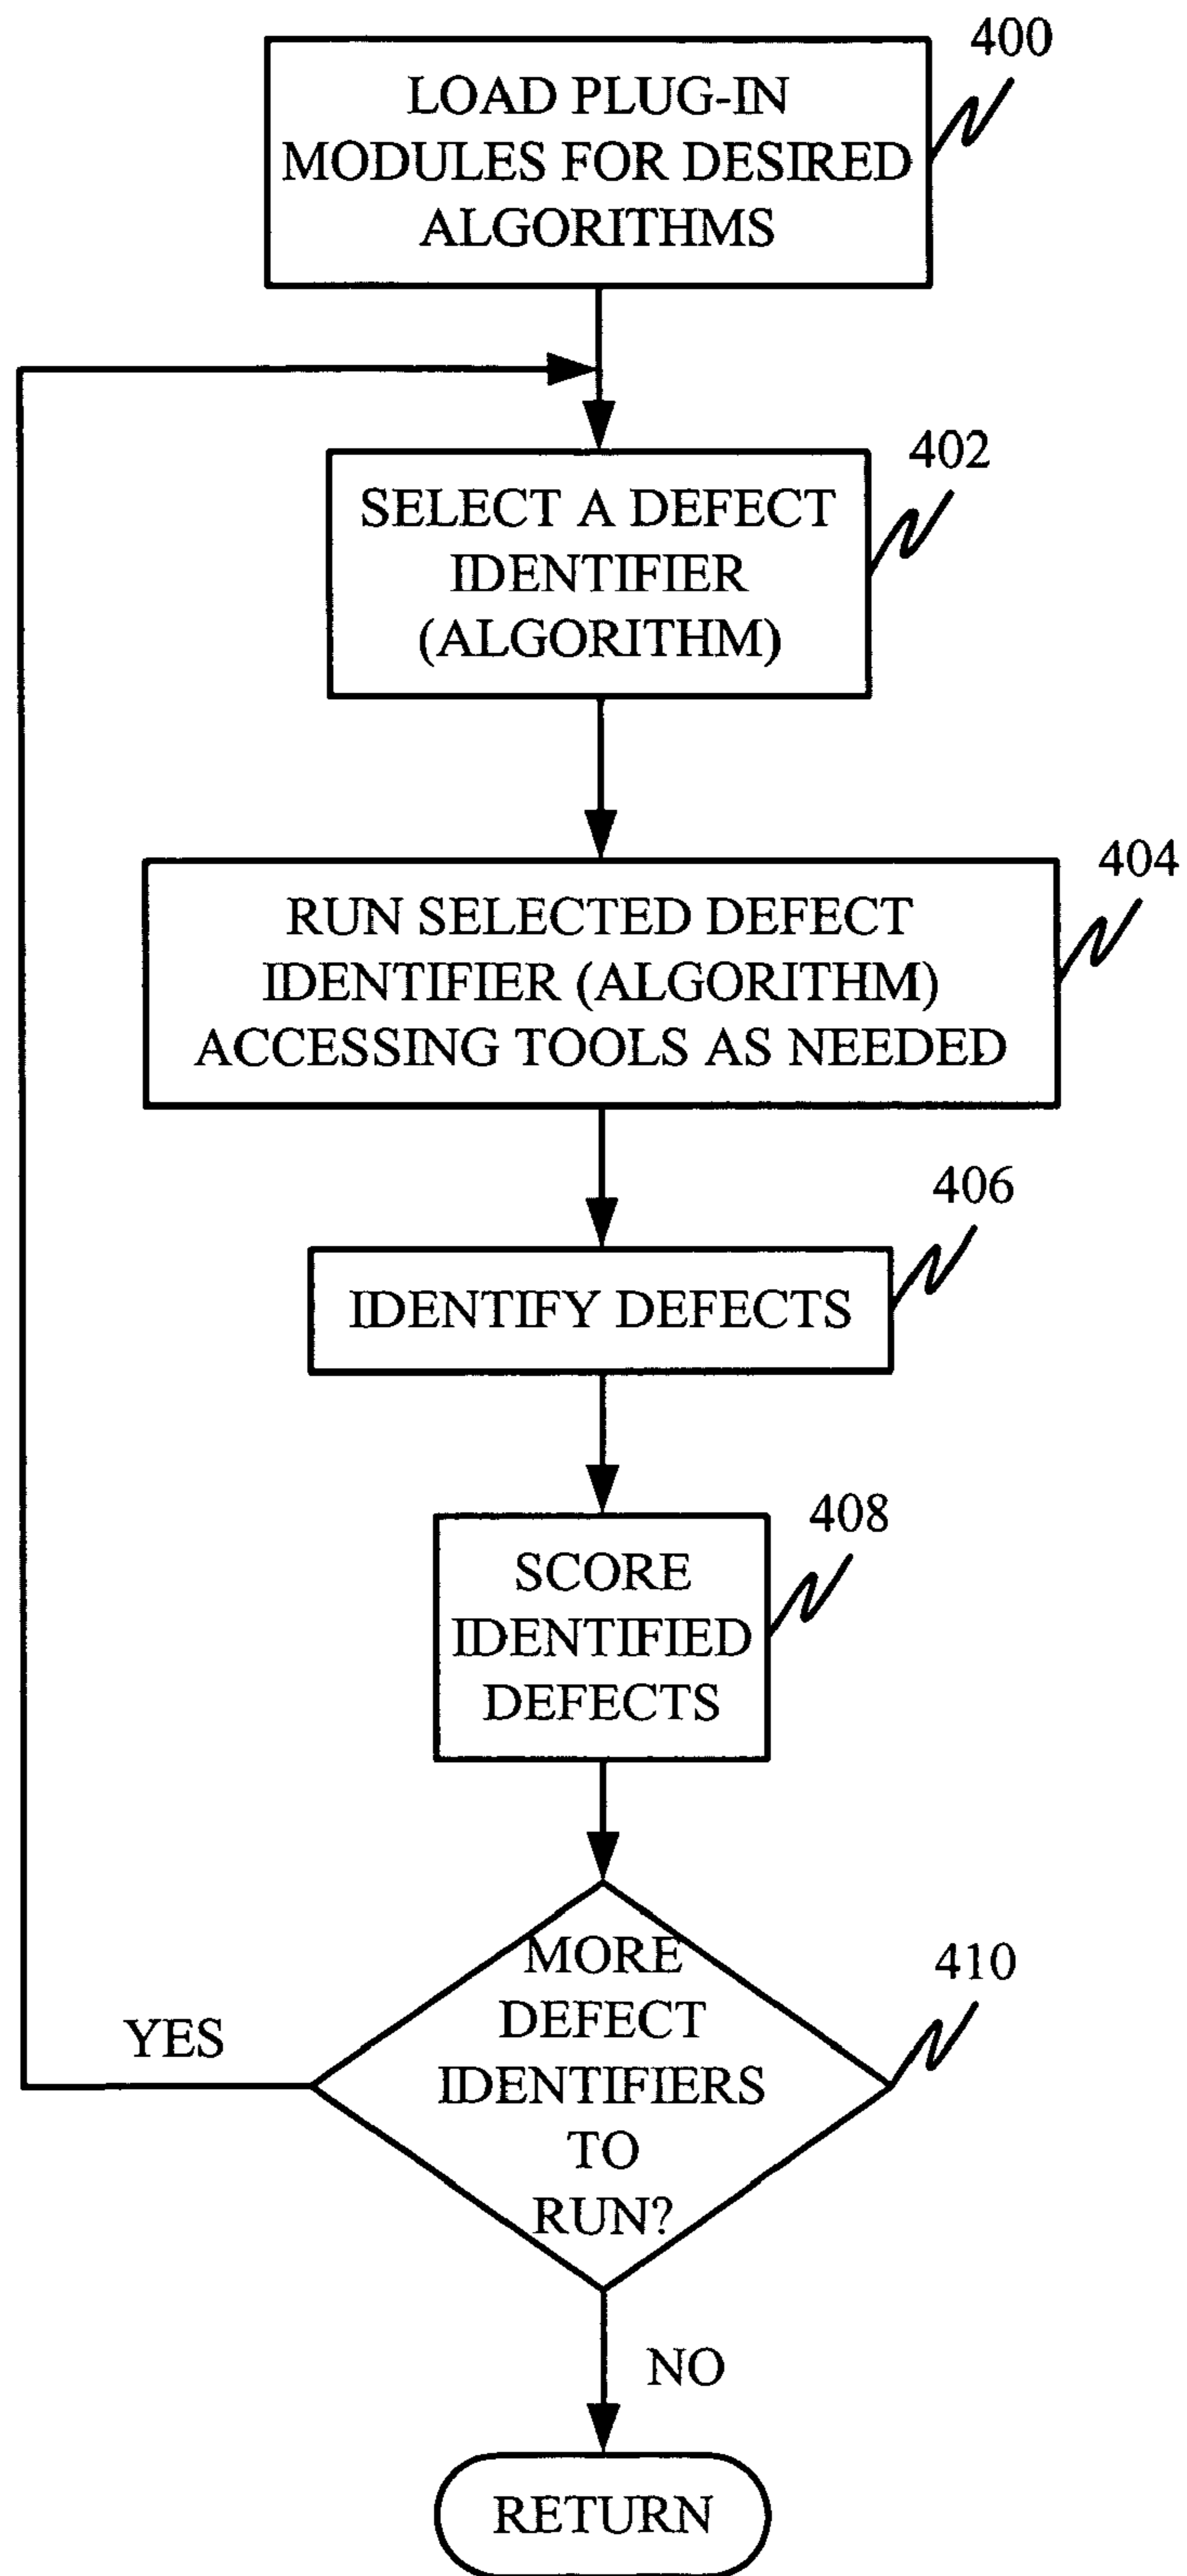 400
LOAD PLUG-IN
MODULES FOR DESIRED
ALGORITHMS
402
SELECT A DEFECT
IDENTIFIER
(ALGORITHM)
404
RUN SELECTED DEFECT
IDENTIFIER (ALGORITHM)
ACCESSING TOOLS AS NEEDED
406
IDENTIFY DEFECTS
408
SCORE
IDENTIFIED
DEFECTS
410
MORE
DEFECT
IDENTIFIERS
TO
RUN?
YES
NO
RETURN